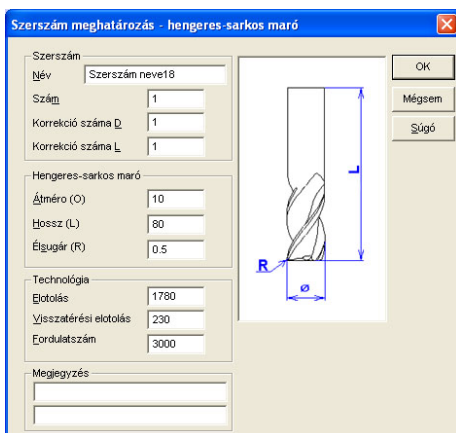 Szerszám meghatározás - hengeres-sarkos maró
Szerszám
Név Szerszám neve18
Szám 1
Korrekció száma D 1
Korrekció száma L 1
Hengeres-sarkos maró
Átméro (O) 10
Hossz (L) 80
Élsugár (R) 0.5
Technológia
Elotolás 1780
Visszatérési elotolás 230
Fordulatszám 3000
Megjegyzés
L
R
ø
OK
Mégsem
Súgó